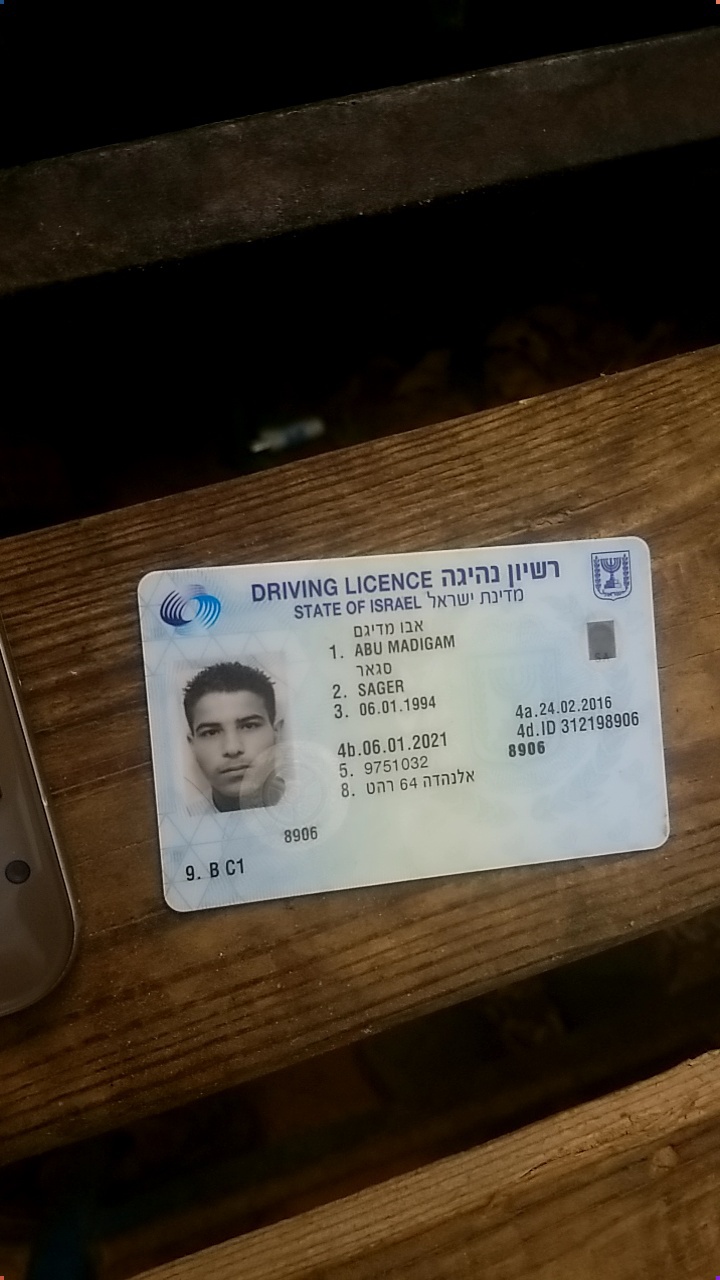 DRIVING LICENCE רשיון נהיגה
STATE OF ISRAEL מדינת ישראל
אבו מדיגם
1. ABU MADIGAM
סגאר
2. SAGER
3. 06.01.1994
4a.24.02.2016
4b.06.01.2021
4d.ID 312198906
5. 9751032
8906
8. אלנהדה 64 רהט
8906
9. B C1